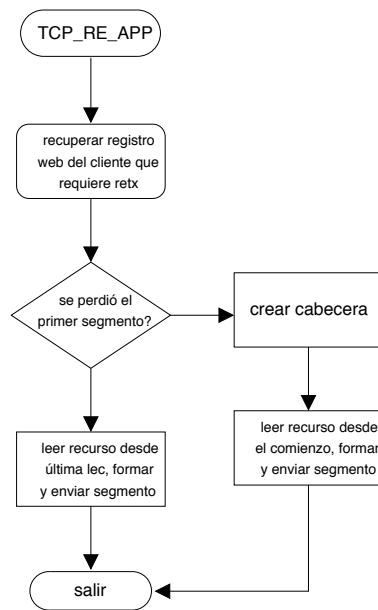 TCP_RE_APP
recuperar registro
web del cliente que
requiere retx
se perdió el
primer segmento?
crear cabecera
leer recurso desde
última lec, formar
y enviar segmento
leer recurso desde
el comienzo, formar
y enviar segmento
salir